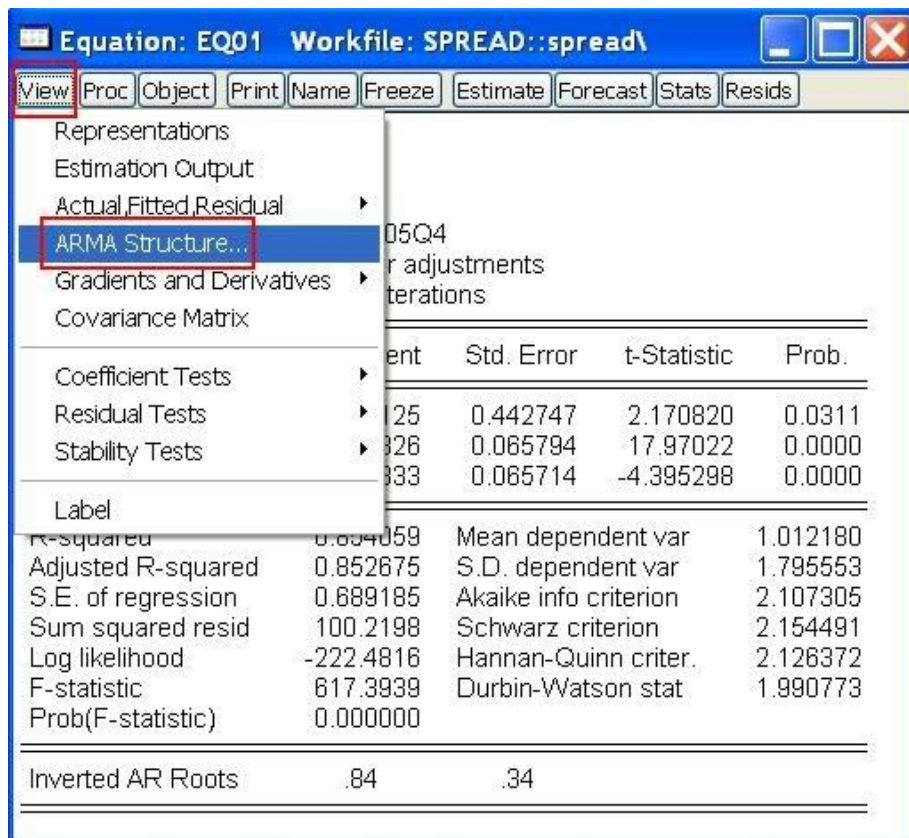 Equation: EQ01 Workfile: SPREAD::spread\
View Proc Object Print Name Freeze Estimate Forecast Stats Resids
Representations
Estimation Output
Actual,Fitted,Residual
ARMA Structure...
Gradients and Derivatives
Covariance Matrix
Coefficient Tests
Residual Tests
Stability Tests
Label
05Q4
r adjustments
terations
ent Std. Error t-Statistic Prob.
125 0.442747 2.170820 0.0311
326 0.065794 17.97022 0.0000
333 0.065714 -4.395298 0.0000
R-squared 0.854059 Mean dependent var 1.012180
Adjusted R-squared 0.852675 S.D. dependent var 1.795553
S.E. of regression 0.689185 Akaike info criterion 2.107305
Sum squared resid 100.2198 Schwarz criterion 2.154491
Log likelihood -222.4816 Hannan-Quinn criter. 2.126372
F-statistic 617.3939 Durbin-Watson stat 1.990773
Prob(F-statistic) 0.000000
Inverted AR Roots .84 .34